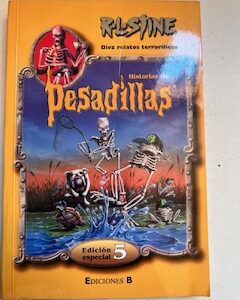 R.L. STINE
Diez relatos terroríficos
Historias de
Pesadillas
Edición
especial 5
EDICIONES B